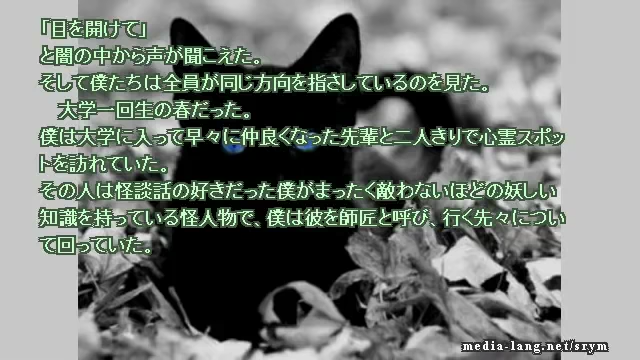 「目を開けて」
と闇の中から声が聞こえた。
そして僕たちは全員が同じ方向を指さしているのを見た。
　大学一回生の春だった。
僕は大学に入って早々に仲良くなった先輩と二人きりで心霊スポッ
トを訪れていた。
その人は怪談話の好きだった僕がまったく敵わないほどの妖しい
知識を持っている怪人物で、僕は彼を師匠と呼び、行く先々につい
て回っていた。
media-lang.net/srym